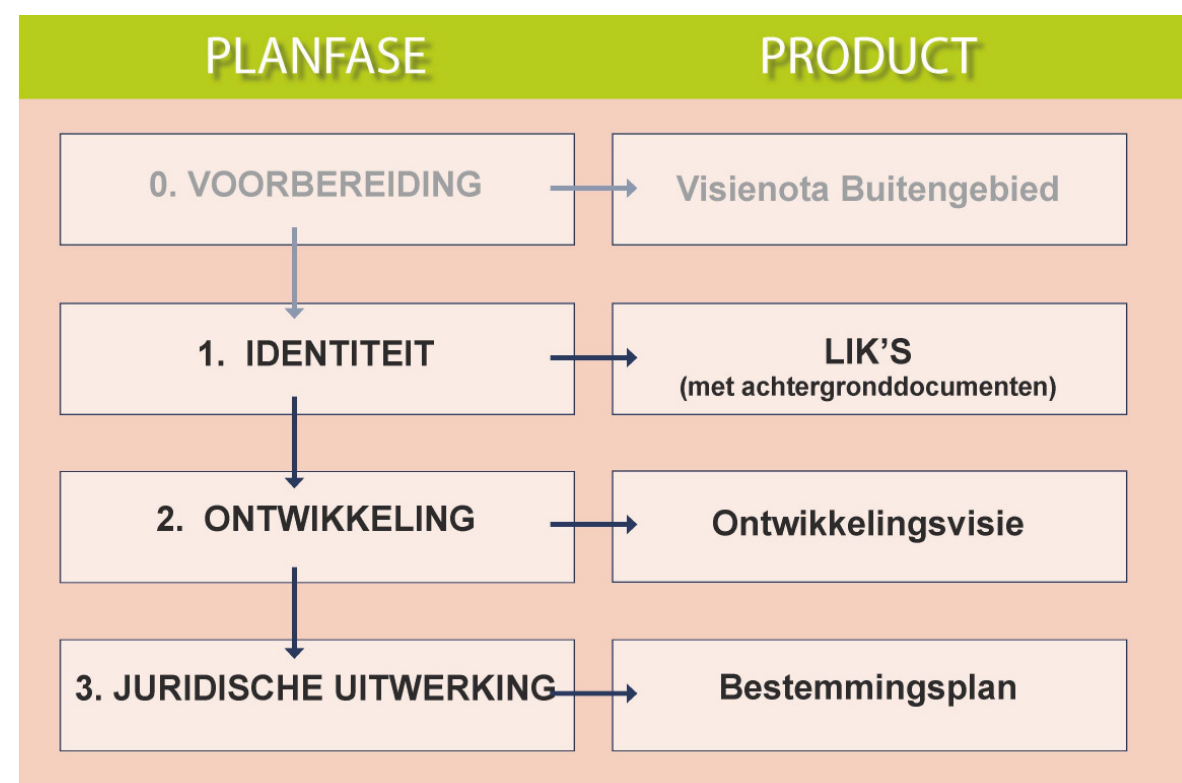 PLANFASE
PRODUCT
0. VOORBEREIDING
Visienota Buitengebied
1. IDENTITEIT
LIK’S
(met achtergronddocumenten)
2. ONTWIKKELING
Ontwikkelingsvisie
3. JURIDISCHE UITWERKING
Bestemmingsplan